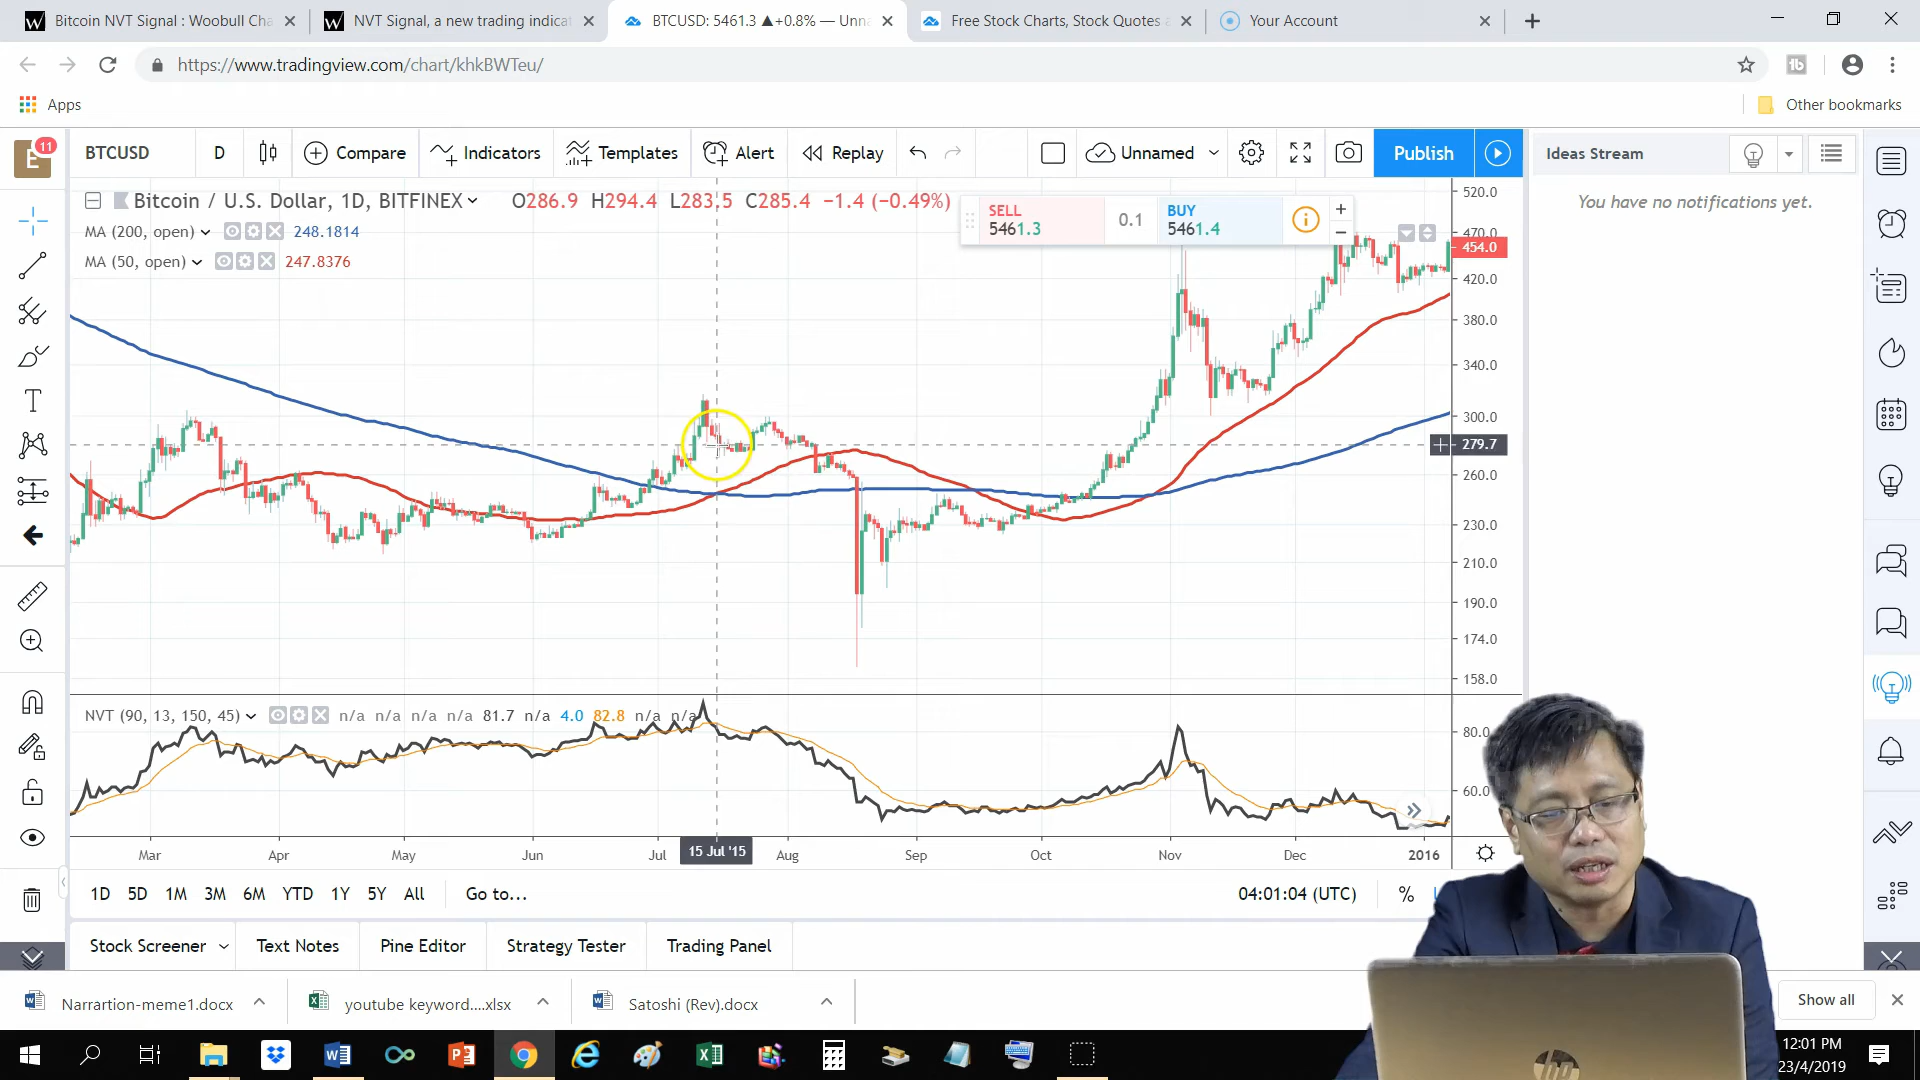 Bitcoin NVT Signal : Woobull Cha
NVT Signal, a new trading indicat
BTCUSD: 5461.3 ▲+0.8% — Unna
Free Stock Charts, Stock Quotes a
Your Account
https://www.tradingview.com/chart/khkBWTeu/
Apps
Other bookmarks
E 11
BTCUSD D Compare Indicators Templates Alert Replay Unnamed Publish
Ideas Stream
You have no notifications yet.
Bitcoin / U.S. Dollar, 1D, BITFINEX O286.9 H294.4 L283.5 C285.4 −1.4 (−0.49%)
SELL
5461.3
0.1
BUY
5461.4
MA (200, open) 248.1814
MA (50, open) 247.8376
520.0
470.0
454.0
420.0
380.0
340.0
300.0
279.7
260.0
230.0
210.0
190.0
174.0
158.0
NVT (90, 13, 150, 45) n/a n/a n/a n/a 81.7 n/a 4.0 82.8 n/a n/a
80.0
60.0
Mar Apr May Jun Jul 15 Jul '15 Aug Sep Oct Nov Dec 2016
1D 5D 1M 3M 6M YTD 1Y 5Y All Go to... 04:01:04 (UTC) %
Stock Screener Text Notes Pine Editor Strategy Tester Trading Panel
Narrartion-meme1.docx
youtube keyword....xlsx
Satoshi (Rev).docx
Show all
hp
12:01 PM
23/4/2019